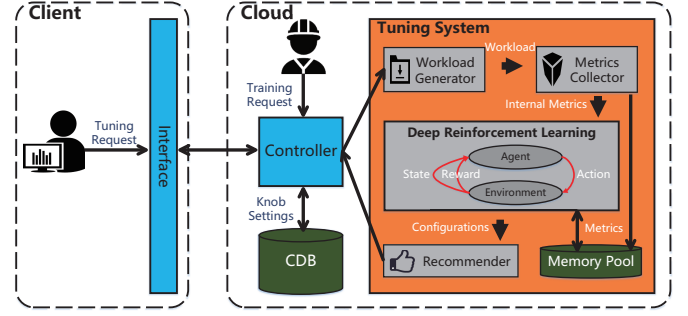 Client
Cloud
Tuning System
Tuning
Request
Interface
Training
Request
Controller
Knob
Settings
CDB
Workload
Generator
Workload
Metrics
Collector
Internal Metrics
Deep Reinforcement Learning
Agent
State
Reward
Action
Environment
Configurations
Metrics
Recommender
Memory Pool